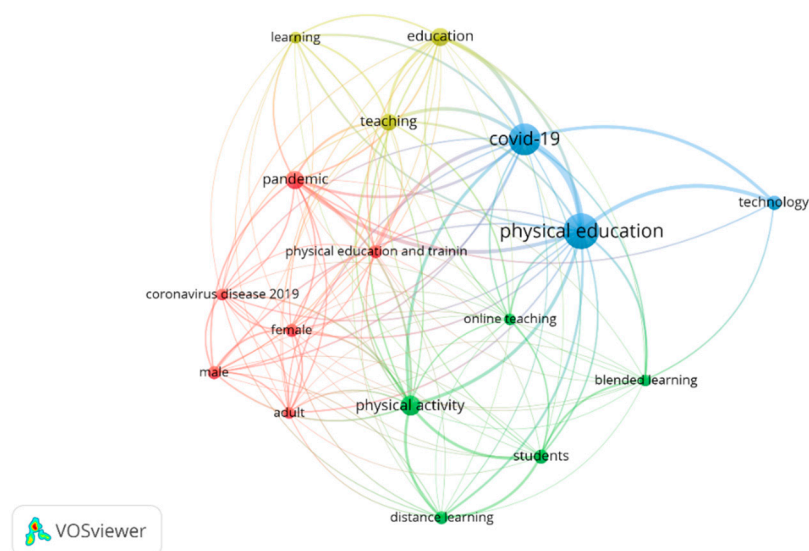 learning
education
teaching
covid-19
pandemic
technology
physical education
physical education and trainin
coronavirus disease 2019
online teaching
female
male
blended learning
adult
physical activity
students
distance learning
VOSviewer